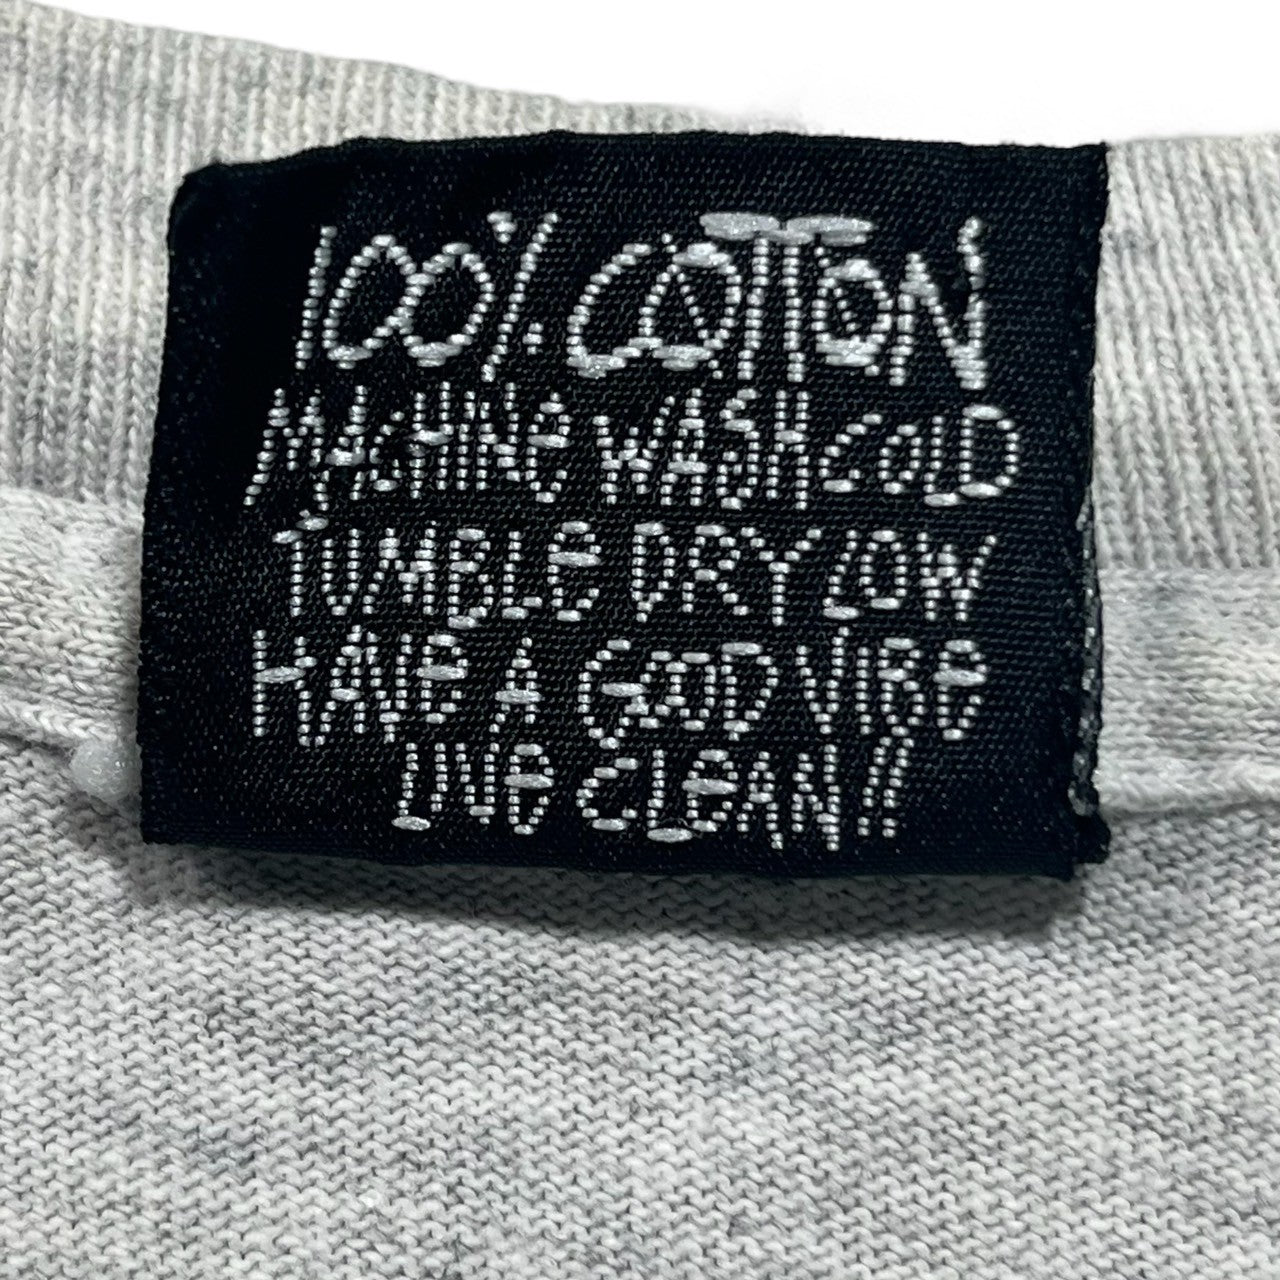 100% COTTON
MACHINE WASH COLD
TUMBLE DRY LOW
HAVE A GOOD VIBE
LIVE CLEAN!!